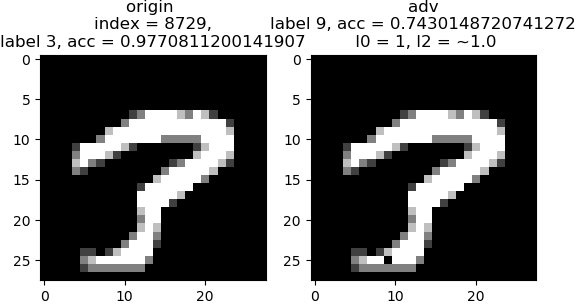 origin
index = 8729,
label 3, acc = 0.9770811200141907
adv
label 9, acc = 0.7430148720741272
l0 = 1, l2 = ~1.0
0
5
10
15
20
25
0 10 20
0
5
10
15
20
25
0 10 20